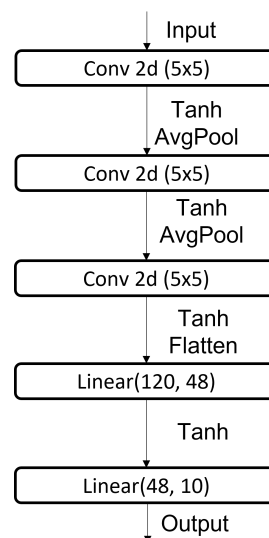 Input
Conv 2d (5x5)
Tanh
AvgPool
Conv 2d (5x5)
Tanh
AvgPool
Conv 2d (5x5)
Tanh
Flatten
Linear(120, 48)
Tanh
Linear(48, 10)
Output